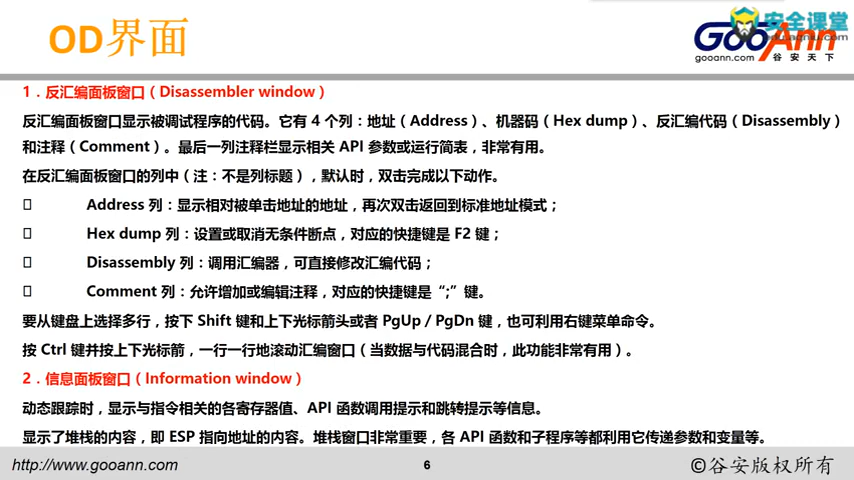 OD界面
安全课堂
GooAnn
gooann.com 谷安天下
1．反汇编面板窗口（Disassembler window）
反汇编面板窗口显示被调试程序的代码。它有 4 个列：地址（Address）、机器码（Hex dump）、反汇编代码（Disassembly）
和注释（Comment）。最后一列注释栏显示相关 API 参数或运行简表，非常有用。
在反汇编面板窗口的列中（注：不是列标题），默认时，双击完成以下动作。
Address 列：显示相对被单击地址的地址，再次双击返回到标准地址模式；
Hex dump 列：设置或取消无条件断点，对应的快捷键是 F2 键；
Disassembly 列：调用汇编器，可直接修改汇编代码；
Comment 列：允许增加或编辑注释，对应的快捷键是“;”键。
要从键盘上选择多行，按下 Shift 键和上下光标箭头或者 PgUp / PgDn 键，也可利用右键菜单命令。
按 Ctrl 键并按上下光标箭，一行一行地滚动汇编窗口（当数据与代码混合时，此功能非常有用）。
2．信息面板窗口（Information window）
动态跟踪时，显示与指令相关的各寄存器值、API 函数调用提示和跳转提示等信息。
显示了堆栈的内容，即 ESP 指向地址的内容。堆栈窗口非常重要，各 API 函数和子程序等都利用它传递参数和变量等。
http://www.gooann.com
6
©谷安版权所有